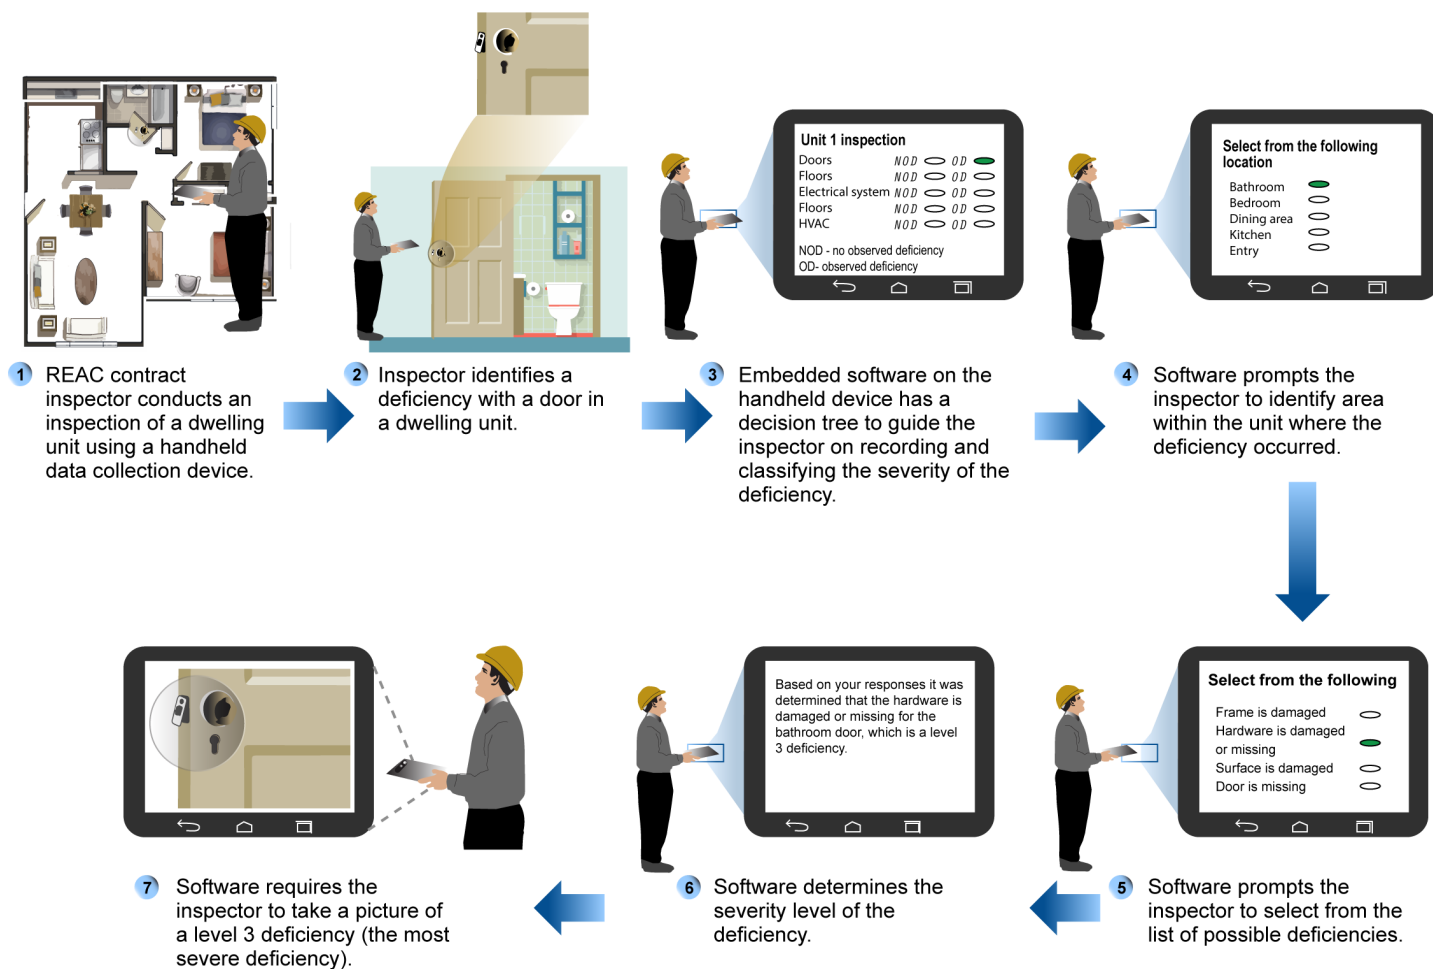 Unit 1 inspection
Doors NOD OD
Floors NOD OD
Electrical system NOD OD
Floors NOD OD
HVAC NOD OD
NOD - no observed deficiency
OD- observed deficiency
Select from the following
location
Bathroom
Bedroom
Dining area
Kitchen
Entry
1 REAC contract
inspector conducts an
inspection of a dwelling
unit using a handheld
data collection device.
2 Inspector identifies a
deficiency with a door in
a dwelling unit.
3 Embedded software on the
handheld device has a
decision tree to guide the
inspector on recording and
classifying the severity of the
deficiency.
4 Software prompts the
inspector to identify area
within the unit where the
deficiency occurred.
Select from the following
Frame is damaged
Hardware is damaged
or missing
Surface is damaged
Door is missing
5 Software prompts the
inspector to select from the
list of possible deficiencies.
Based on your responses it was
determined that the hardware is
damaged or missing for the
bathroom door, which is a level
3 deficiency.
6 Software determines the
severity level of the
deficiency.
7 Software requires the
inspector to take a picture of
a level 3 deficiency (the most
severe deficiency).